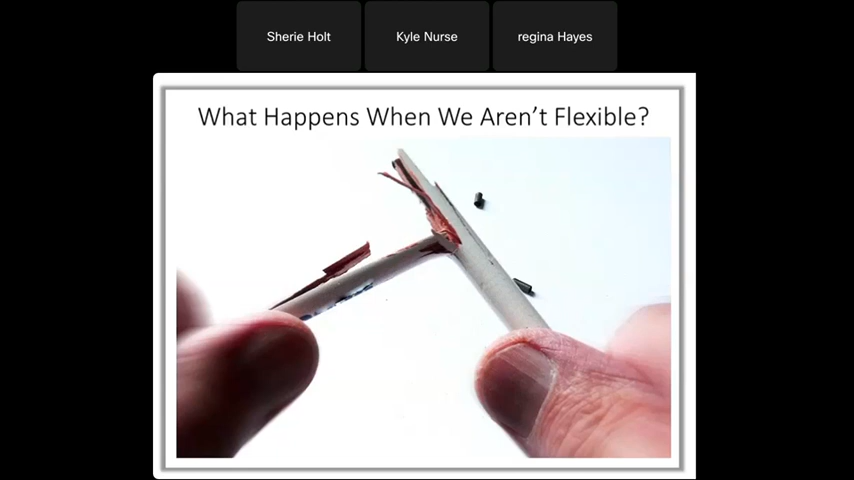 Sherie Holt
Kyle Nurse
regina Hayes
What Happens When We Aren’t Flexible?